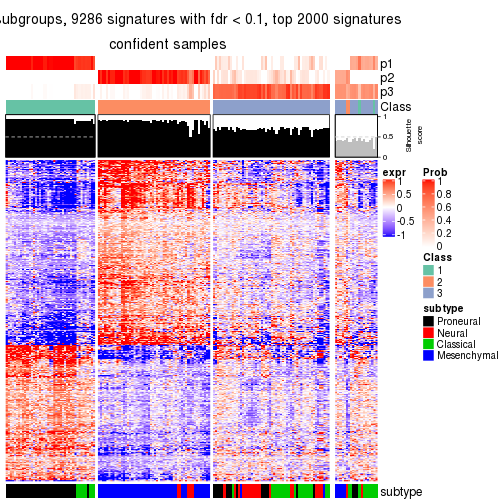 subgroups, 9286 signatures with fdr < 0.1, top 2000 signatures
confident samples
p1
p2
p3
Class
1
0.5
0
Silhouette
score
expr
1
0.5
0
-0.5
-1
Prob
1
0.8
0.6
0.4
0.2
0
Class
1
2
3
subtype
Proneural
Neural
Classical
Mesenchymal
subtype